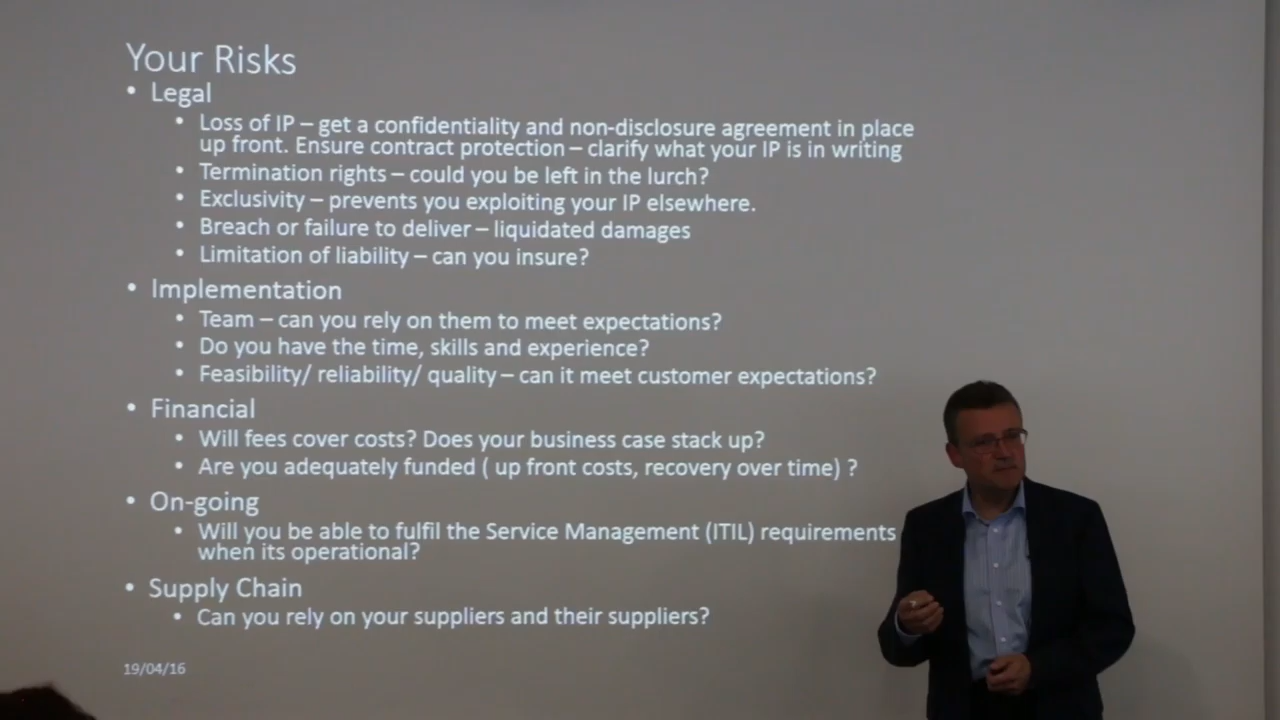 Your Risks
• Legal
• Loss of IP – get a confidentiality and non-disclosure agreement in place
up front. Ensure contract protection – clarify what your IP is in writing
• Termination rights – could you be left in the lurch?
• Exclusivity – prevents you exploiting your IP elsewhere.
• Breach or failure to deliver – liquidated damages
• Limitation of liability – can you insure?
• Implementation
• Team – can you rely on them to meet expectations?
• Do you have the time, skills and experience?
• Feasibility/ reliability/ quality – can it meet customer expectations?
• Financial
• Will fees cover costs? Does your business case stack up?
• Are you adequately funded ( up front costs, recovery over time) ?
• On-going
• Will you be able to fulfil the Service Management (ITIL) requirements
when its operational?
• Supply Chain
• Can you rely on your suppliers and their suppliers?
19/04/16